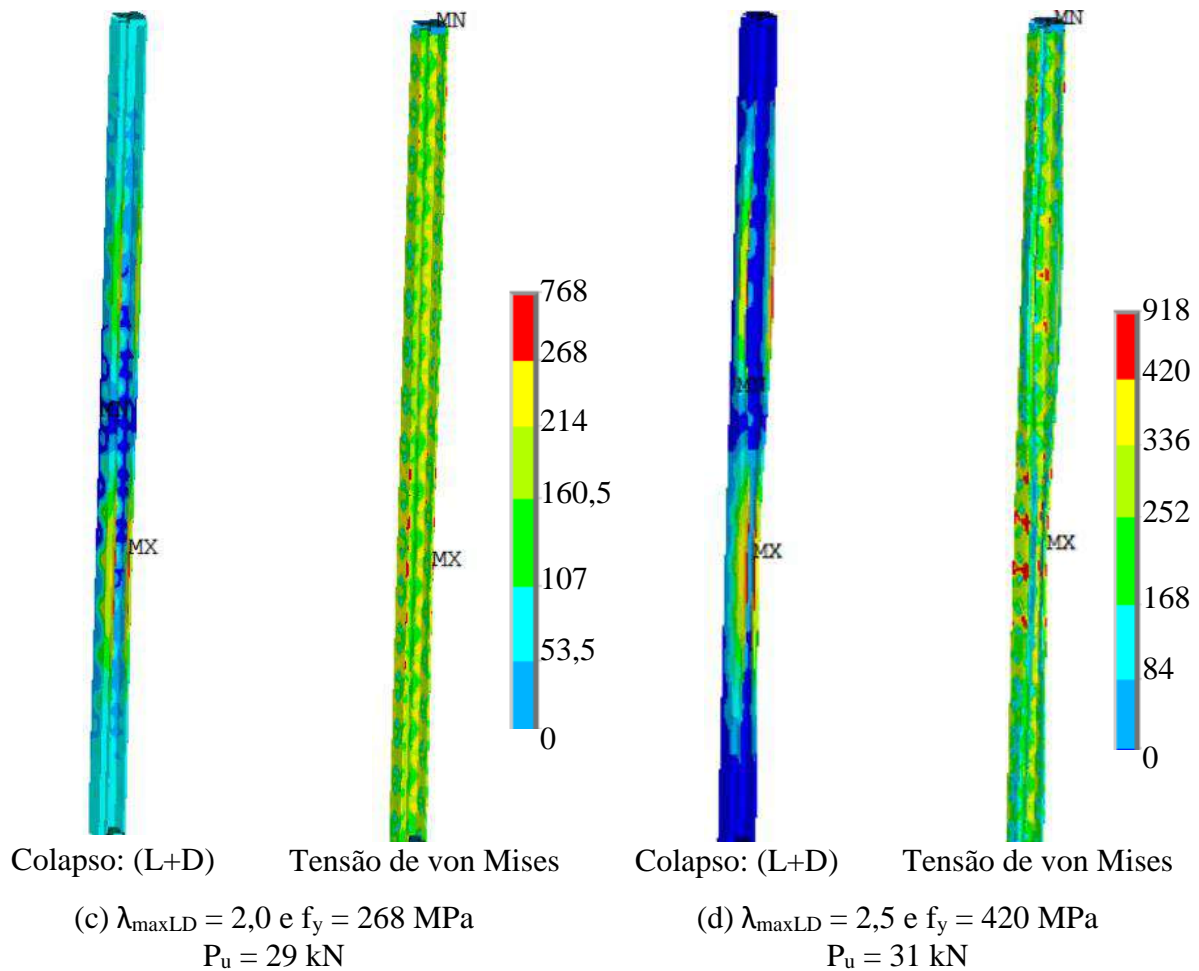 MN
MN
768
268
214
160,5
107
53,5
0
918
420
336
252
168
84
0
MN
MN
MX
MX
MX
MX
Colapso: (L+D)
Tensão de von Mises
Colapso: (L+D)
Tensão de von Mises
(c) λmaxLD = 2,0 e fy = 268 MPa
Pu = 29 kN
(d) λmaxLD = 2,5 e fy = 420 MPa
Pu = 31 kN